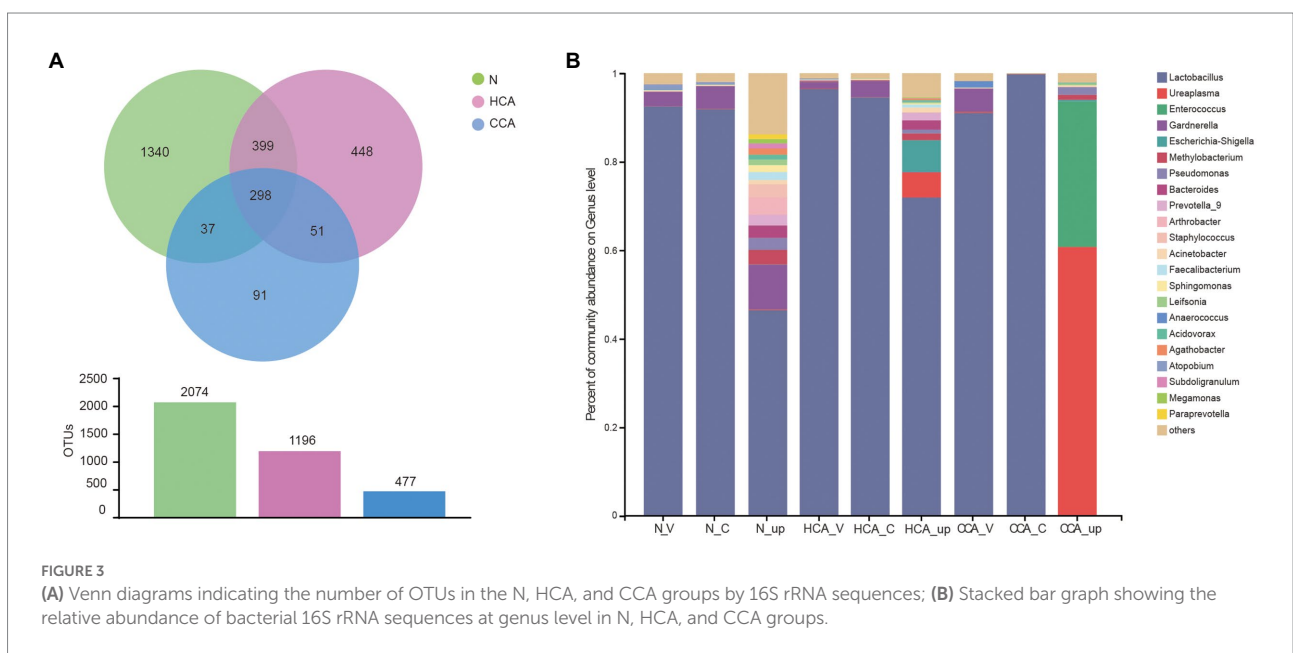 A
N
HCA
CCA
1340
399
448
298
37
51
91
2500
2000
1500
1000
500
0
OTUs
2074
1196
477
B
Percent of community abundance on Genus level
1
0.8
0.6
0.4
0.2
0
N_V
N_C
N_up
HCA_V
HCA_C
HCA_up
CCA_V
CCA_C
CCA_up
Lactobacillus
Ureaplasma
Enterococcus
Gardnerella
Escherichia-Shigella
Methylobacterium
Pseudomonas
Bacteroides
Prevotella_9
Arthrobacter
Staphylococcus
Acinetobacter
Faecalibacterium
Sphingomonas
Leifsonia
Anaerococcus
Acidovorax
Agathobacter
Atopobium
Subdoligranulum
Megamonas
Paraprevotella
others
FIGURE 3
(A) Venn diagrams indicating the number of OTUs in the N, HCA, and CCA groups by 16S rRNA sequences; (B) Stacked bar graph showing the
relative abundance of bacterial 16S rRNA sequences at genus level in N, HCA, and CCA groups.